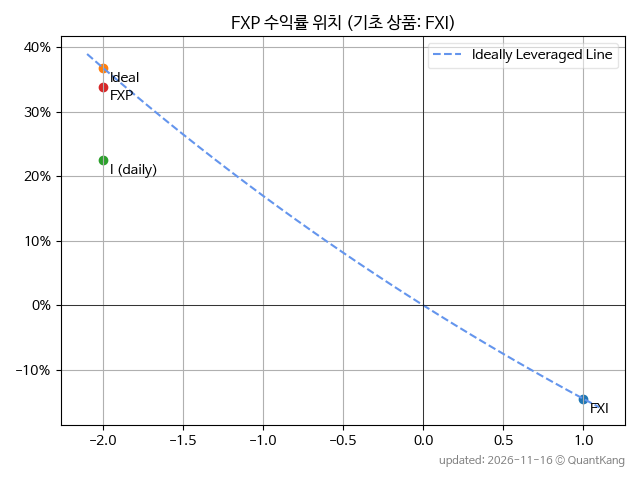 FXP 수익률 위치 (기초 상품: FXI)
Ideally Leveraged Line
40%
30%
20%
10%
0%
−10%
Ideal
FXP
I (daily)
FXI
−2.0 −1.5 −1.0 −0.5 0.0 0.5 1.0
updated: 2026-11-16 © QuantKang